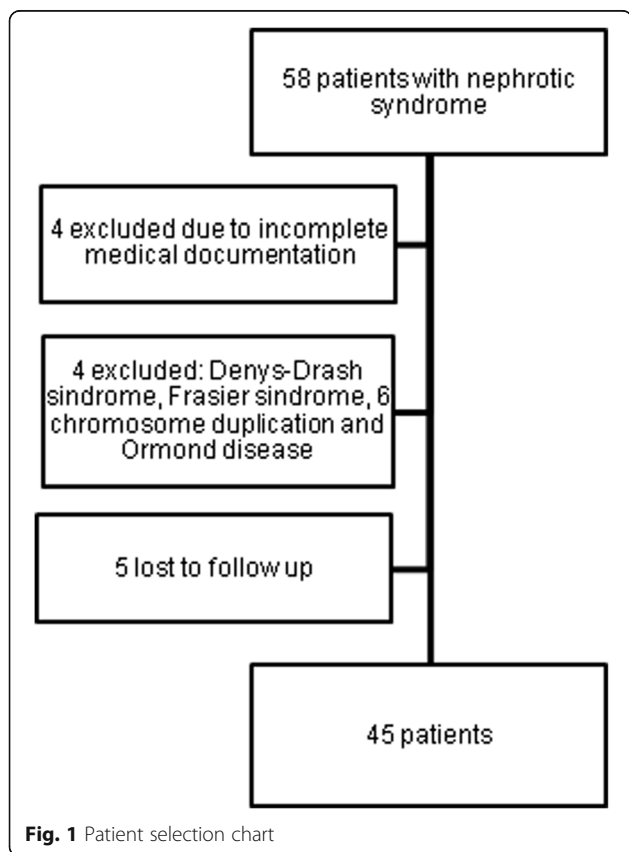 58 patients with nephrotic
syndrome
4 excluded due to incomplete
medical documentation
4 excluded: Denys-Drash
sindrome, Frasier sindrome, 6
chromosome duplication and
Ormond disease
5 lost to follow up
45 patients
Fig. 1 Patient selection chart